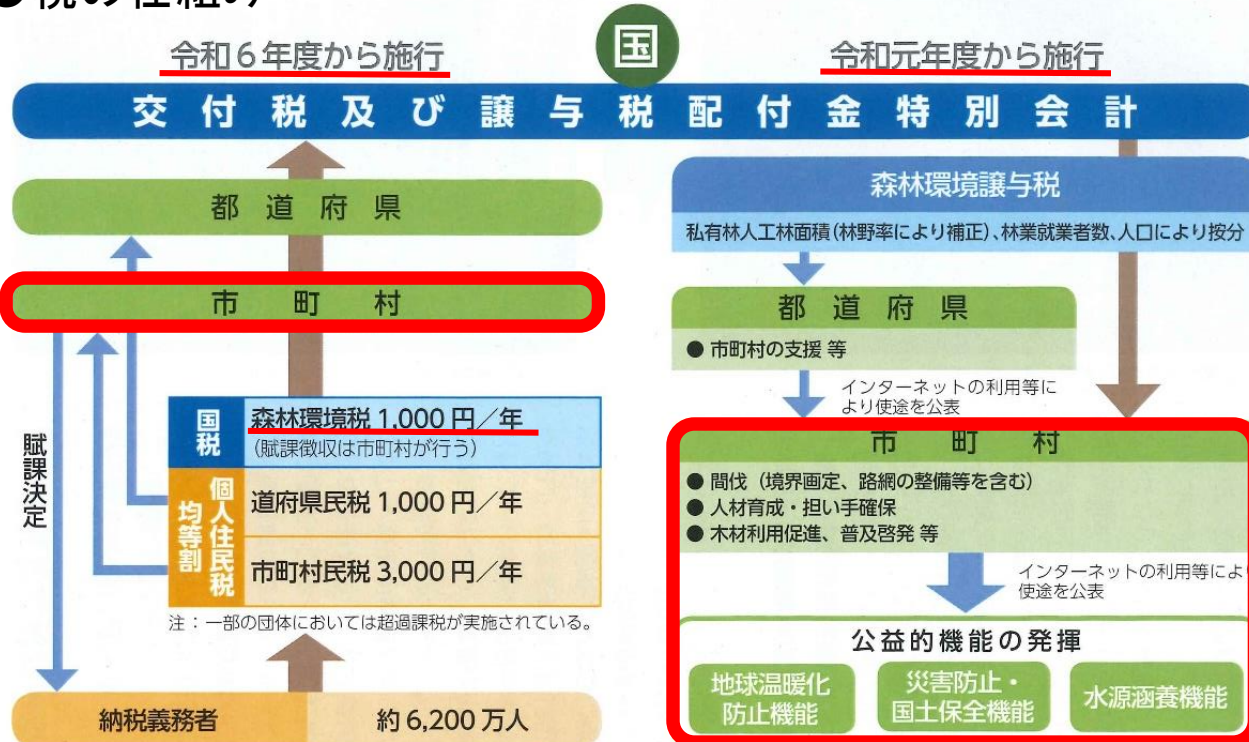 ●税の仕組み
国
令和6年度から施行
令和元年度から施行
交付税及び譲与税配付金特別会計
都道府県
市町村
賦課決定
国税
森林環境税 1,000 円／年
(賦課徴収は市町村が行う)
個人住民税
均等割
道府県民税 1,000 円／年
市町村民税 3,000 円／年
注：一部の団体においては超過課税が実施されている。
納税義務者
約 6,200 万人
森林環境譲与税
私有林人工林面積(林野率により補正)、林業就業者数、人口により按分
都道府県
● 市町村の支援 等
インターネットの利用等に
より使途を公表
市町村
● 間伐（境界画定、路網の整備等を含む）
● 人材育成・担い手確保
● 木材利用促進、普及啓発 等
インターネットの利用等により
使途を公表
公益的機能の発揮
地球温暖化
防止機能
災害防止・
国土保全機能
水源涵養機能